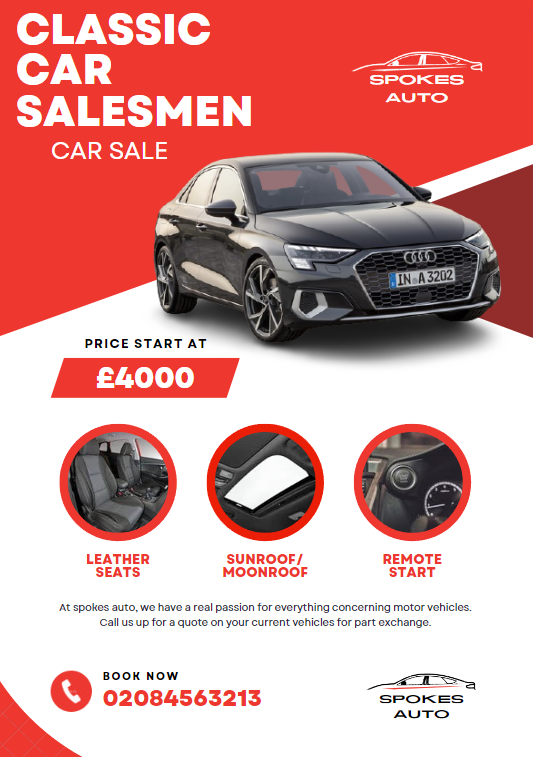 CLASSIC
CAR
SALESMEN
CAR SALE
SPOKES
AUTO
IN A 3202
PRICE START AT
£4000
LEATHER
SEATS
SUNROOF/
MOONROOF
REMOTE
START
At spokes auto, we have a real passion for everything concerning motor vehicles.
Call us up for a quote on your current vehicles for part exchange.
BOOK NOW
02084563213
SPOKES
AUTO